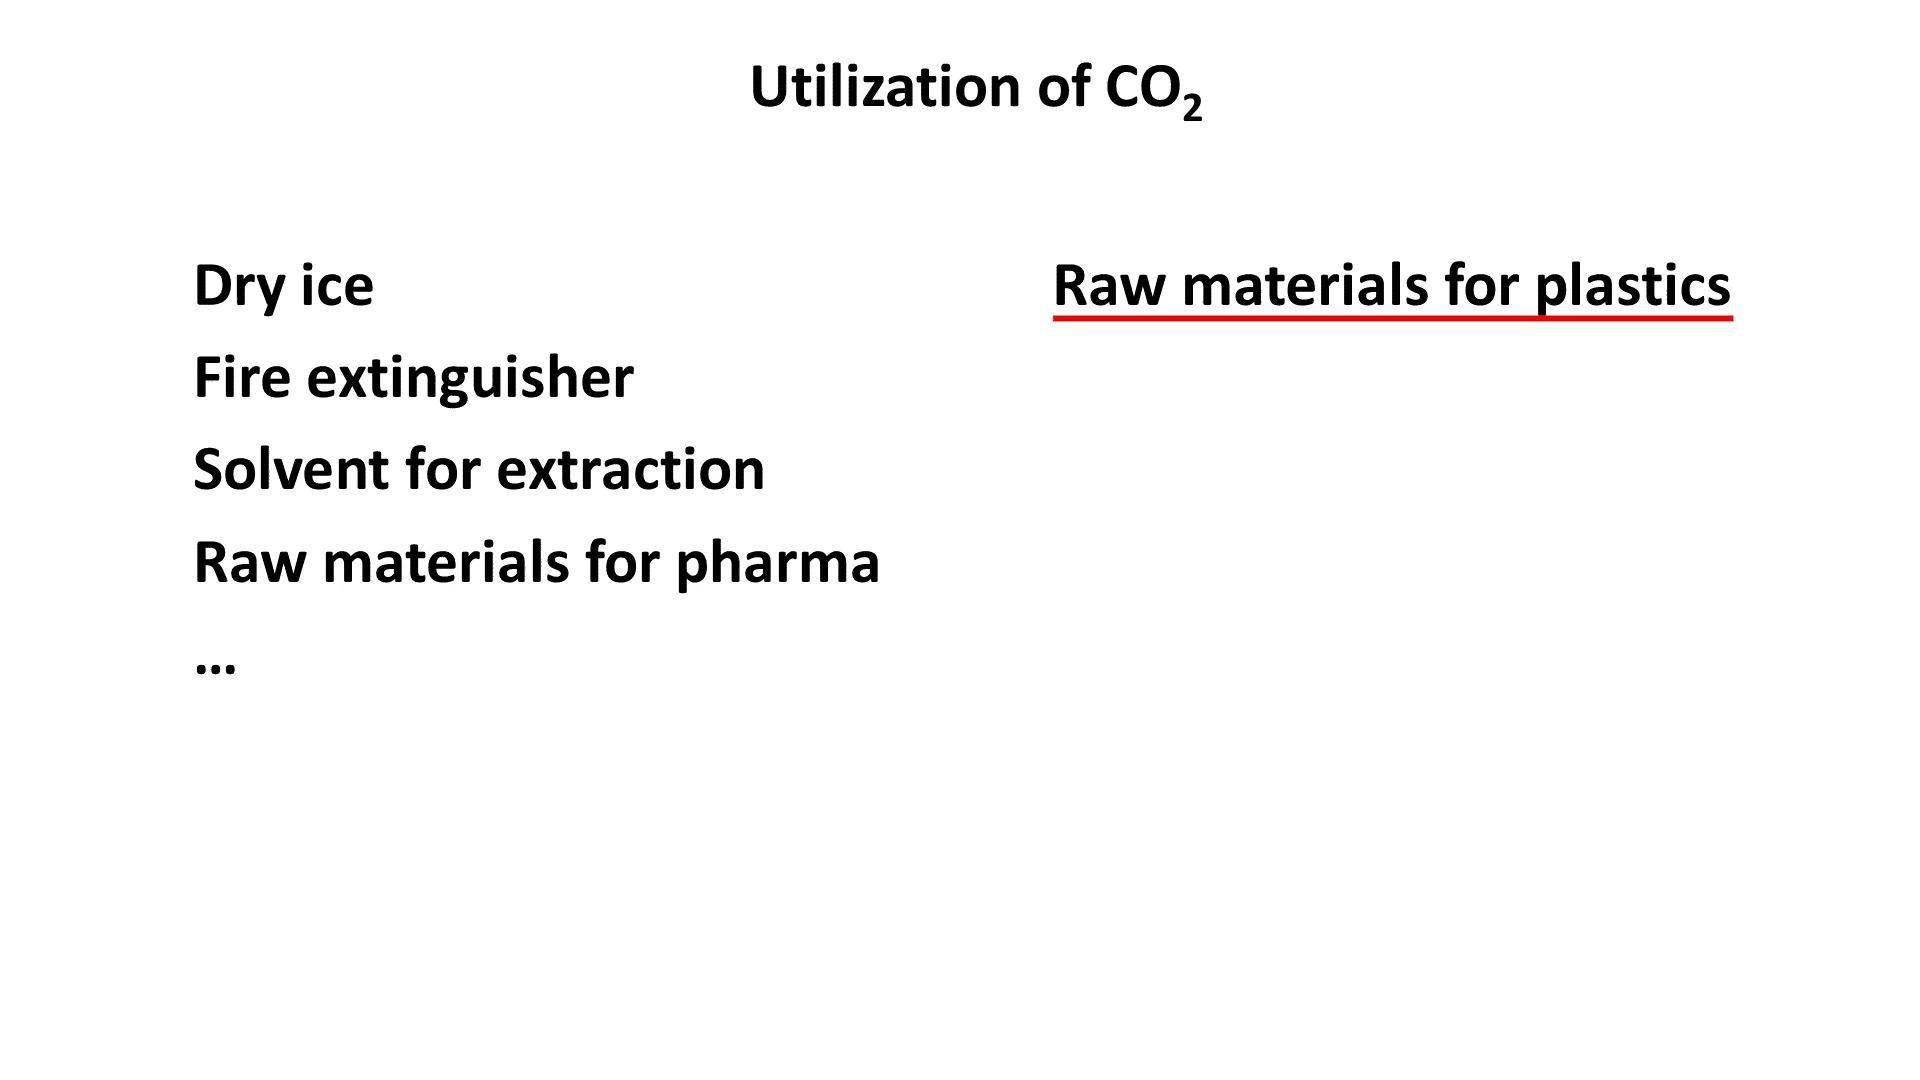 Utilization of CO₂
Dry ice
Fire extinguisher
Solvent for extraction
Raw materials for pharma
...
Raw materials for plastics